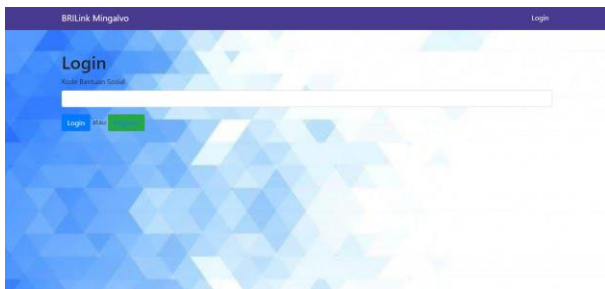 BRILink Mingalvo
Login
Login
Kode Bantuan Sosial
Login atau